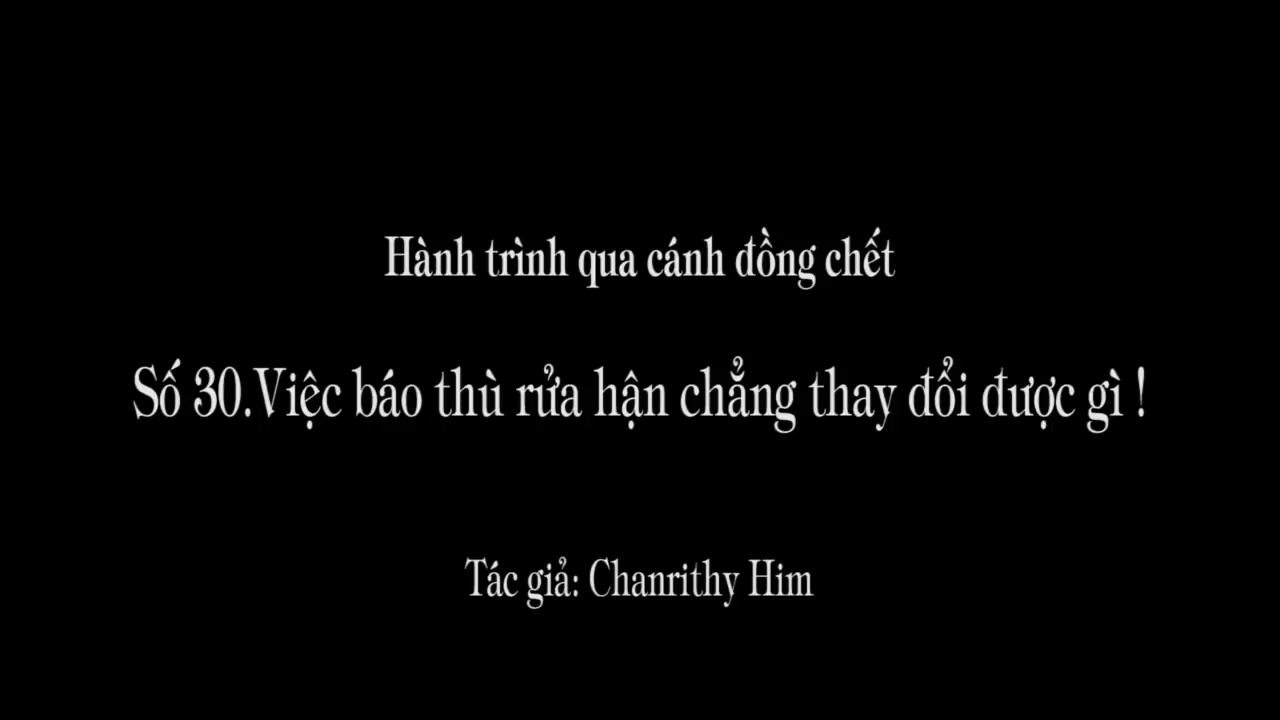 Hành trình qua cánh đồng chết
Số 30.Việc báo thù rửa hận chẳng thay đổi được gì !
Tác giả: Chanrithy Him